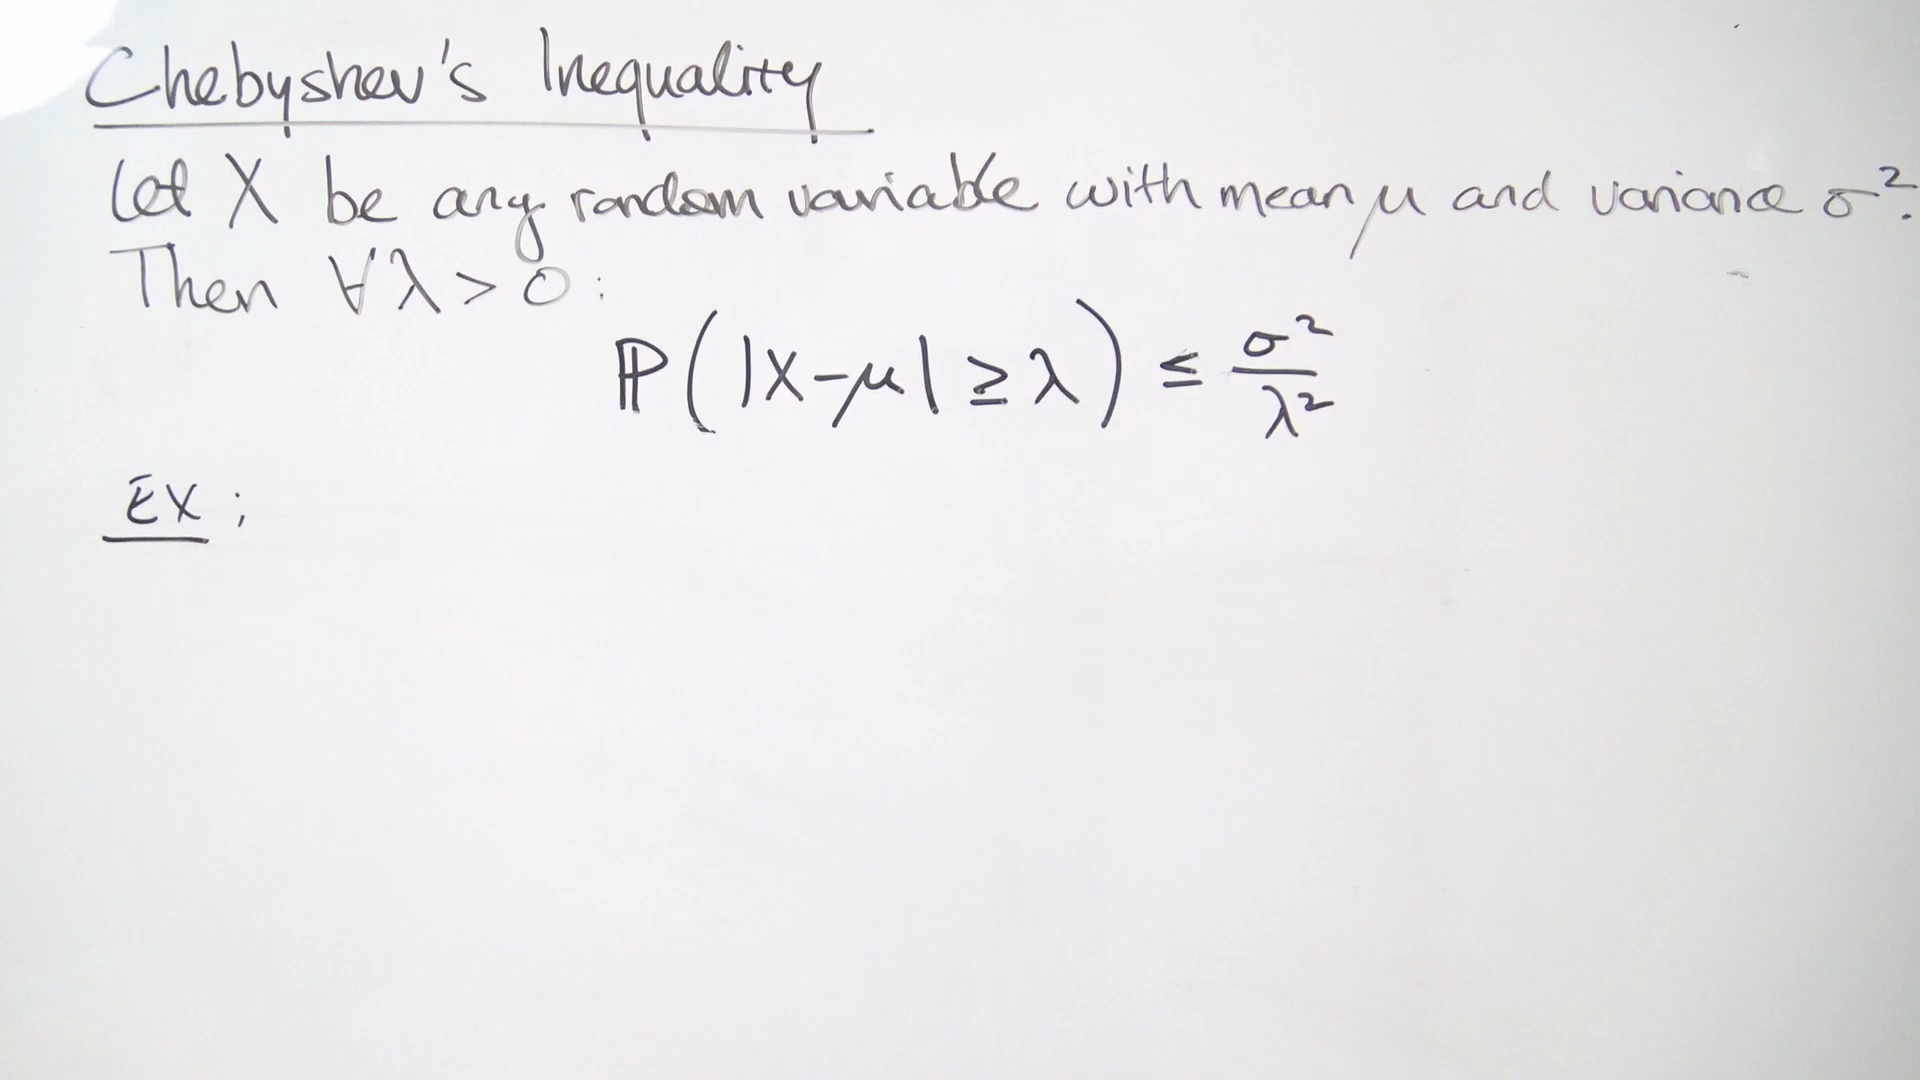 Chebyshev's Inequality
Let X be any random variable with mean μ and variance σ².
Then ∀λ > 0:
ℙ(|X-μ| ≥ λ) ≤ σ²/λ²
EX: